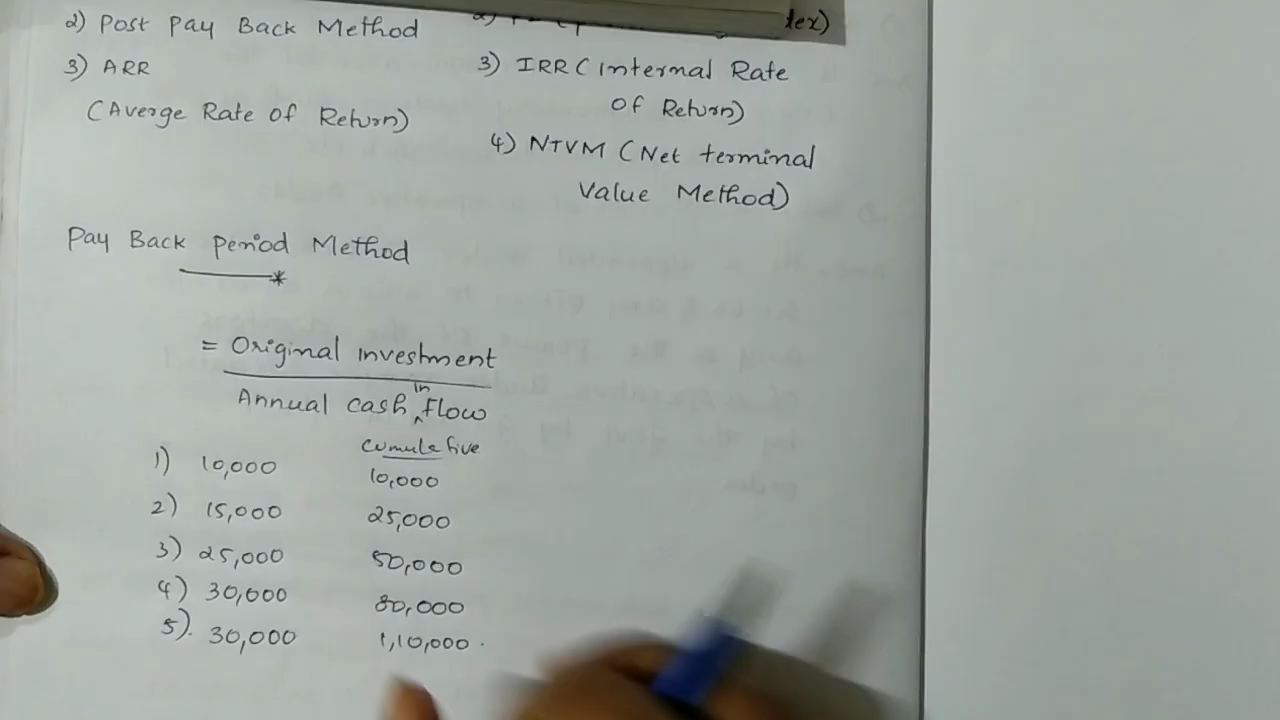 2) Post Pay Back Method
3) ARR
(Averge Rate of Return)
dex)
3) IRR (Internal Rate
of Return)
4) NTVM (Net terminal
Value Method)
Pay Back Period Method
= Original investment
Annual cash in flow
cumulative
1) 10,000 10,000
2) 15,000 25,000
3) 25,000 50,000
4) 30,000 80,000
5). 30,000 1,10,000.